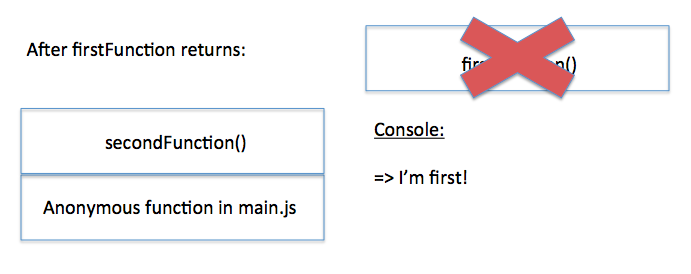 After firstFunction returns:
secondFunction()
Anonymous function in main.js
Console:
=> I’m first!